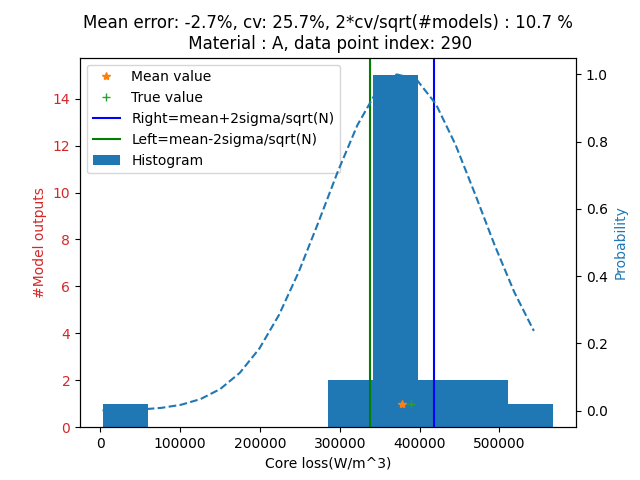 Mean error: -2.7%, cv: 25.7%, 2*cv/sqrt(#models) : 10.7 %
Material : A, data point index: 290
Mean value
True value
Right=mean+2sigma/sqrt(N)
Left=mean-2sigma/sqrt(N)
Histogram
#Model outputs
14
12
10
8
6
4
2
0
1.0
0.8
0.6
0.4
0.2
0.0
Probability
0 100000 200000 300000 400000 500000
Core loss(W/m^3)